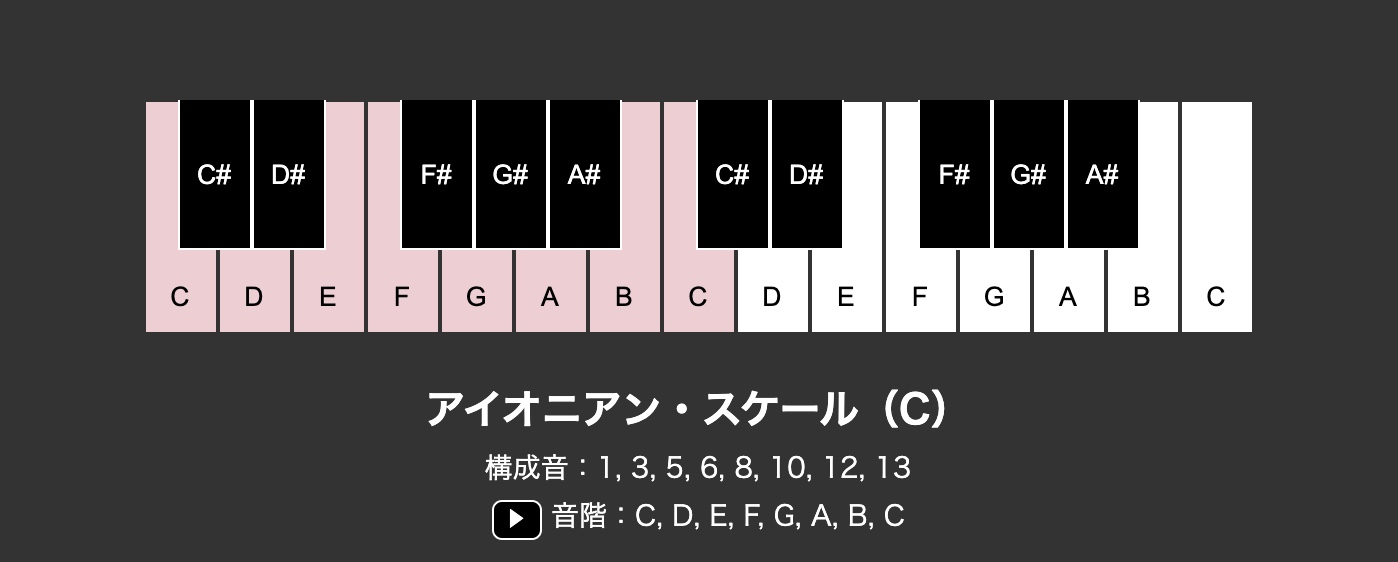 C# D# F# G# A# C# D# F# G# A#
C D E F G A B C D E F G A B C
アイオニアン・スケール（C）
構成音：1, 3, 5, 6, 8, 10, 12, 13
音階：C, D, E, F, G, A, B, C